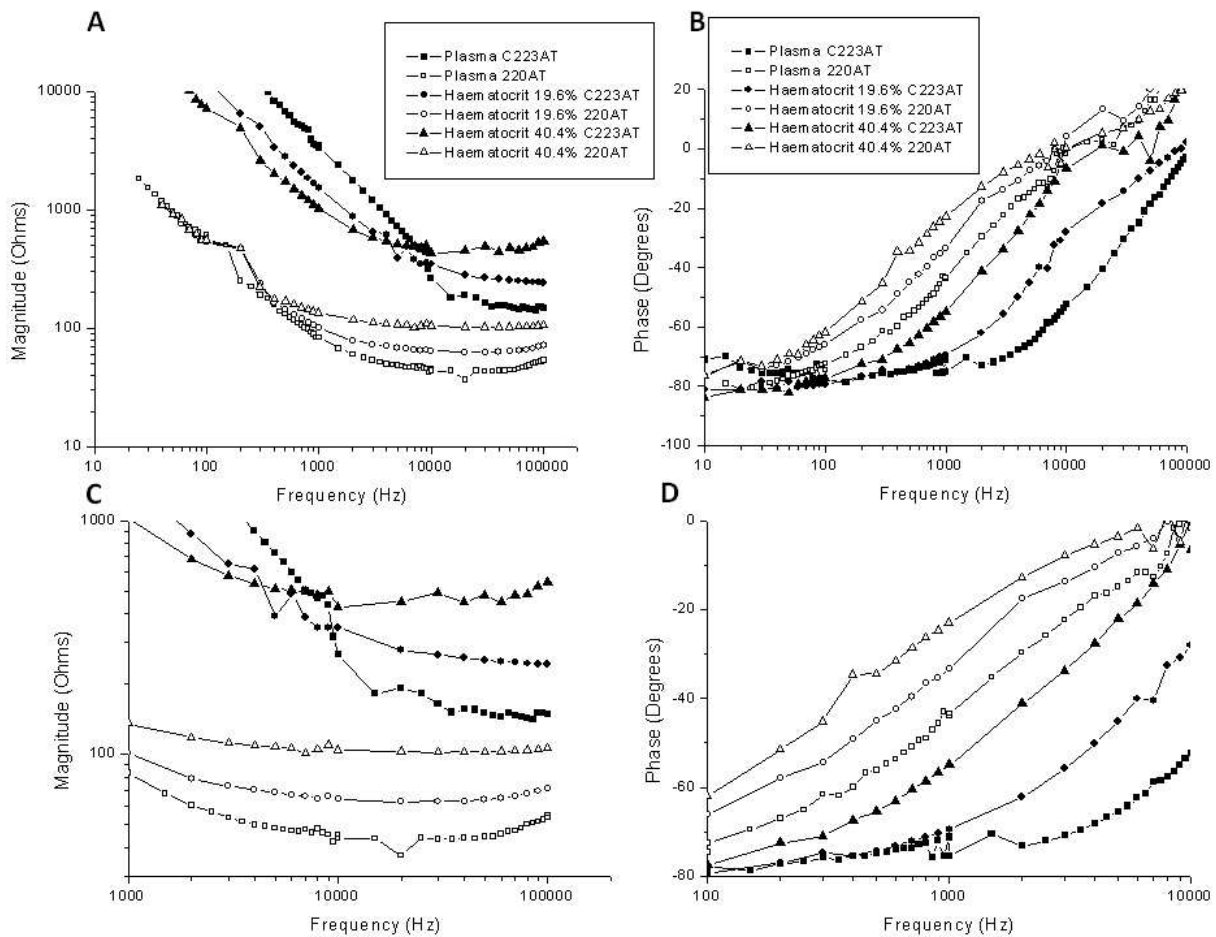 A
Plasma C223AT
Plasma 220AT
Haematocrit 19.6% C223AT
Haematocrit 19.6% 220AT
Haematocrit 40.4% C223AT
Haematocrit 40.4% 220AT
10000
1000
100
10
Magnitude (Ohms)
10
100
1000
10000
100000
Frequency (Hz)
B
Plasma C223AT
Plasma 220AT
Haematocrit 19.6% C223AT
Haematocrit 19.6% 220AT
Haematocrit 40.4% C223AT
Haematocrit 40.4% 220AT
20
0
-20
-40
-60
-80
-100
Phase (Degrees)
10
100
1000
10000
100000
Frequency (Hz)
C
1000
100
Magnitude (Ohms)
1000
10000
100000
Frequency (Hz)
D
0
-20
-40
-60
-80
Phase (Degrees)
100
1000
10000
Frequency (Hz)